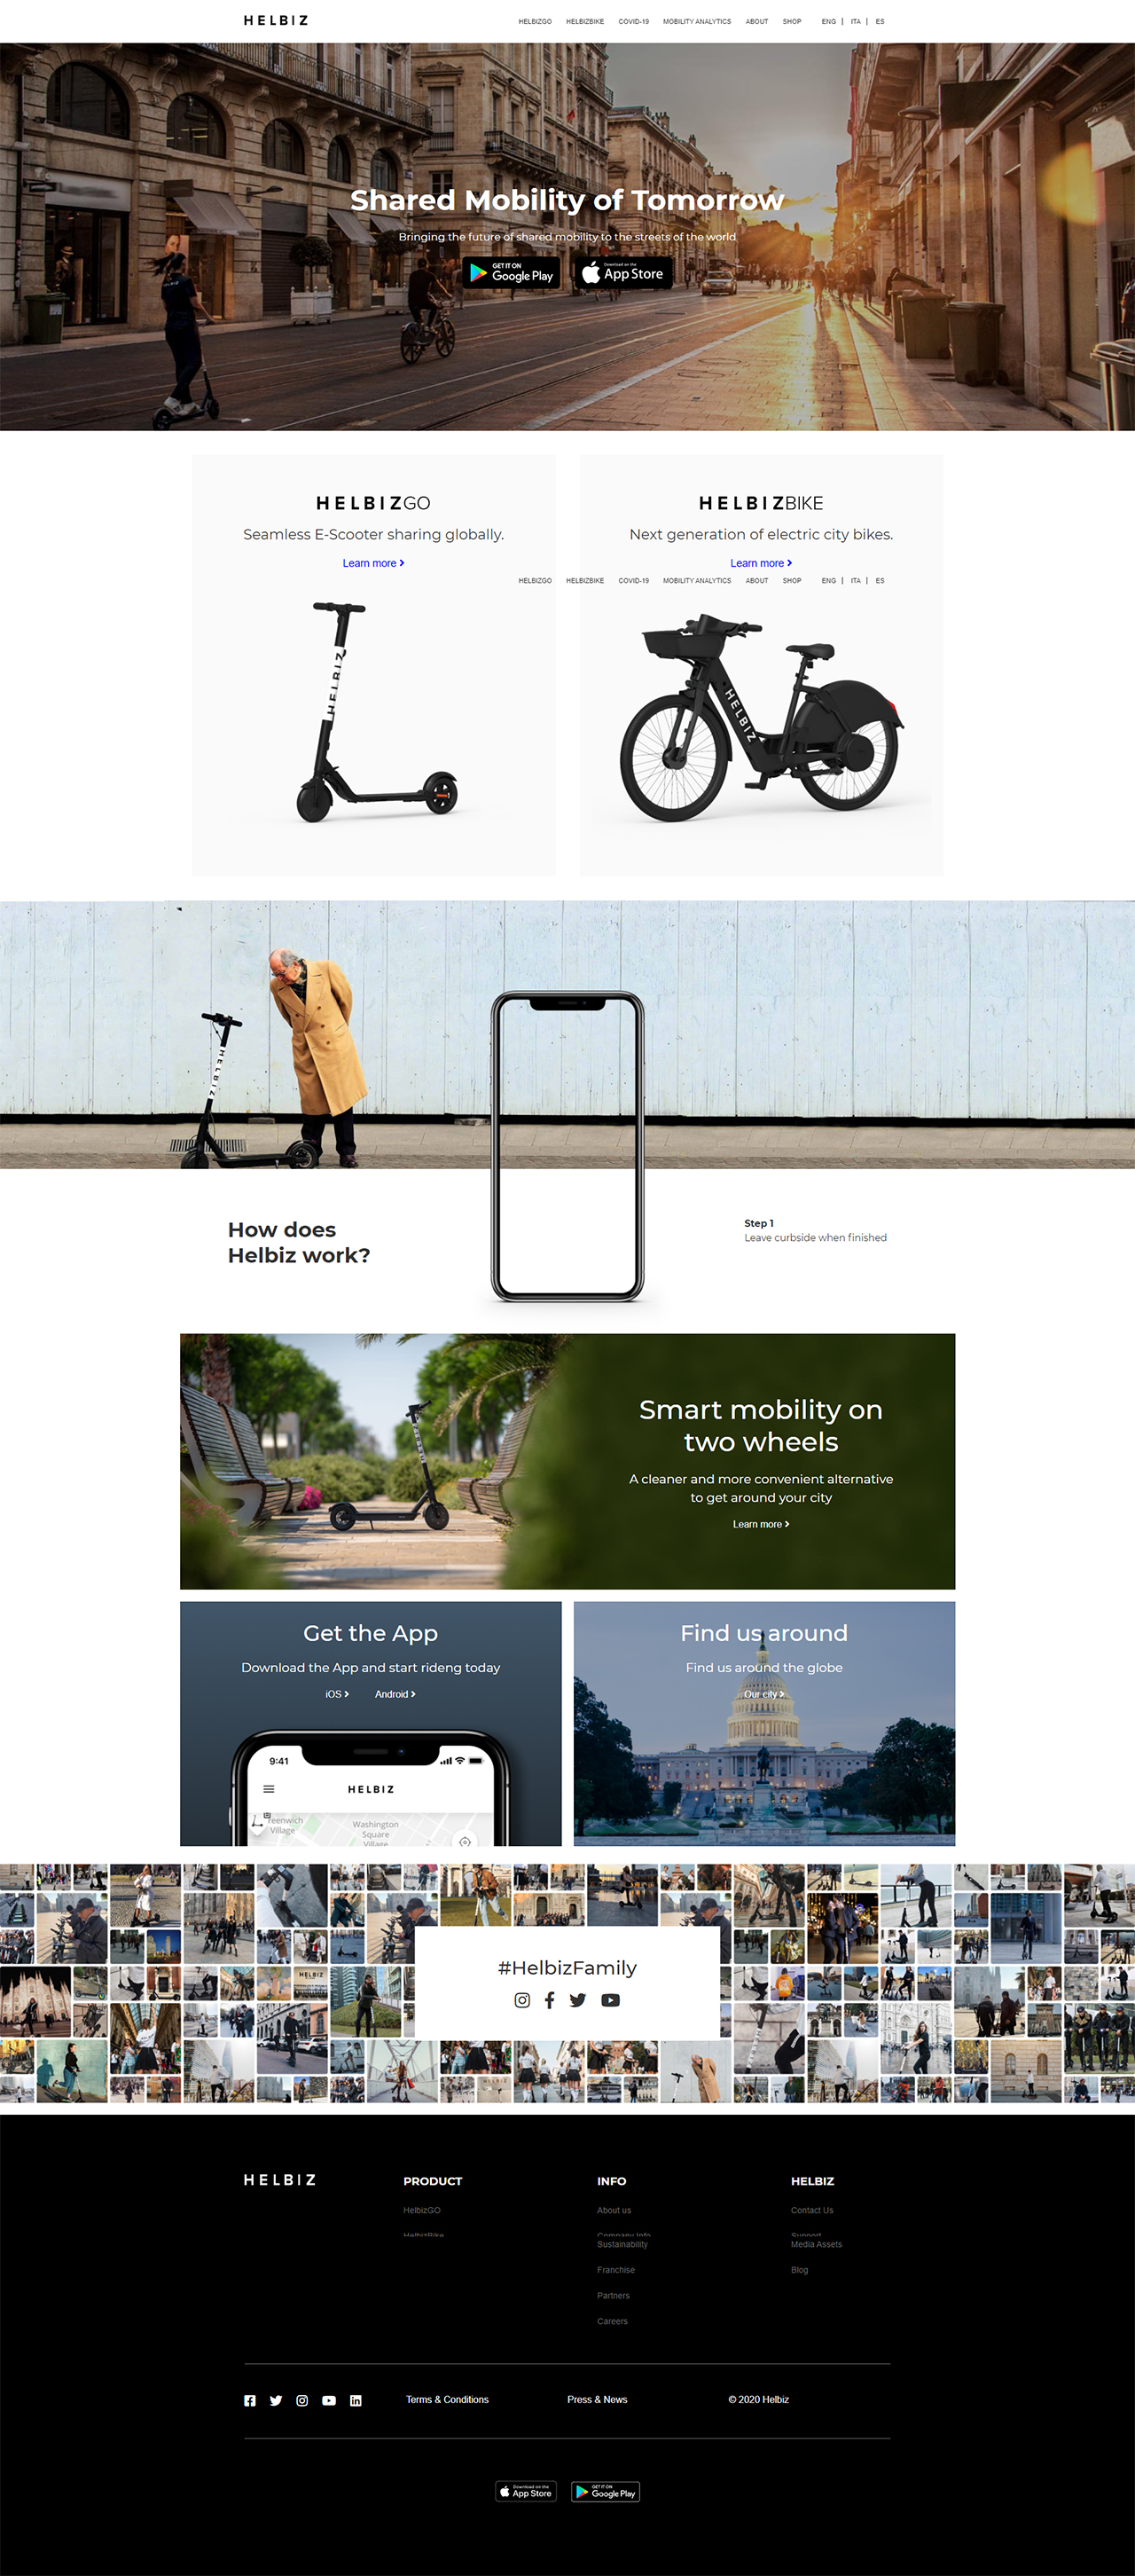 HELBIZ
HELBIZGO HELBIZBIKE COVID-19 MOBILITY ANALYTICS ABOUT SHOP ENG | ITA | ES
Shared Mobility of Tomorrow
Bringing the future of shared mobility to the streets of the world
GET IT ON
Google Play
Download on the
App Store
HELBIZGO
Seamless E-Scooter sharing globally.
Learn more
HELBIZBIKE
Next generation of electric city bikes.
Learn more
HELBIZGO HELBIZBIKE COVID-19 MOBILITY ANALYTICS ABOUT SHOP ENG | ITA | ES
HELBIZ
HELBIZ
HELBIZ
How does
Helbiz work?
Step 1
Leave curbside when finished
Smart mobility on
two wheels
A cleaner and more convenient alternative
to get around your city
Learn more
Get the App
Download the App and start rideng today
iOS Android
9:41
HELBIZ
reenwich
Village
Washington
Square
Village
Find us around
Find us around the globe
Our city
HELBIZ
#HelbizFamily
HELBIZ
PRODUCT
HelbizGO
HelbizBike
INFO
About us
Company Info
Sustainability
Franchise
Partners
Careers
HELBIZ
Contact Us
Support
Media Assets
Blog
Terms & Conditions
Press & News
© 2020 Helbiz
Download on the
App Store
GET IT ON
Google Play